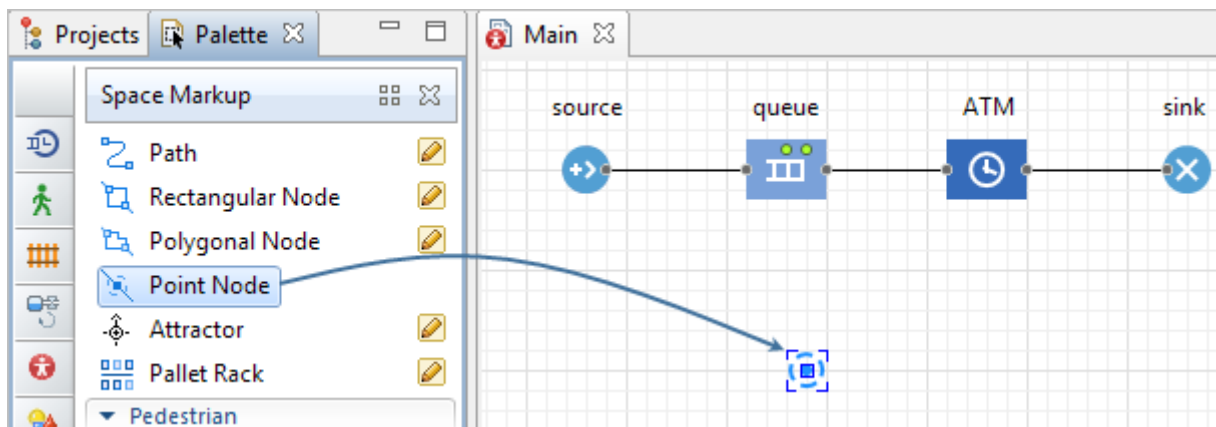 Projects Palette
Main
Space Markup
Path
Rectangular Node
Polygonal Node
Point Node
Attractor
Pallet Rack
Pedestrian
source queue ATM sink